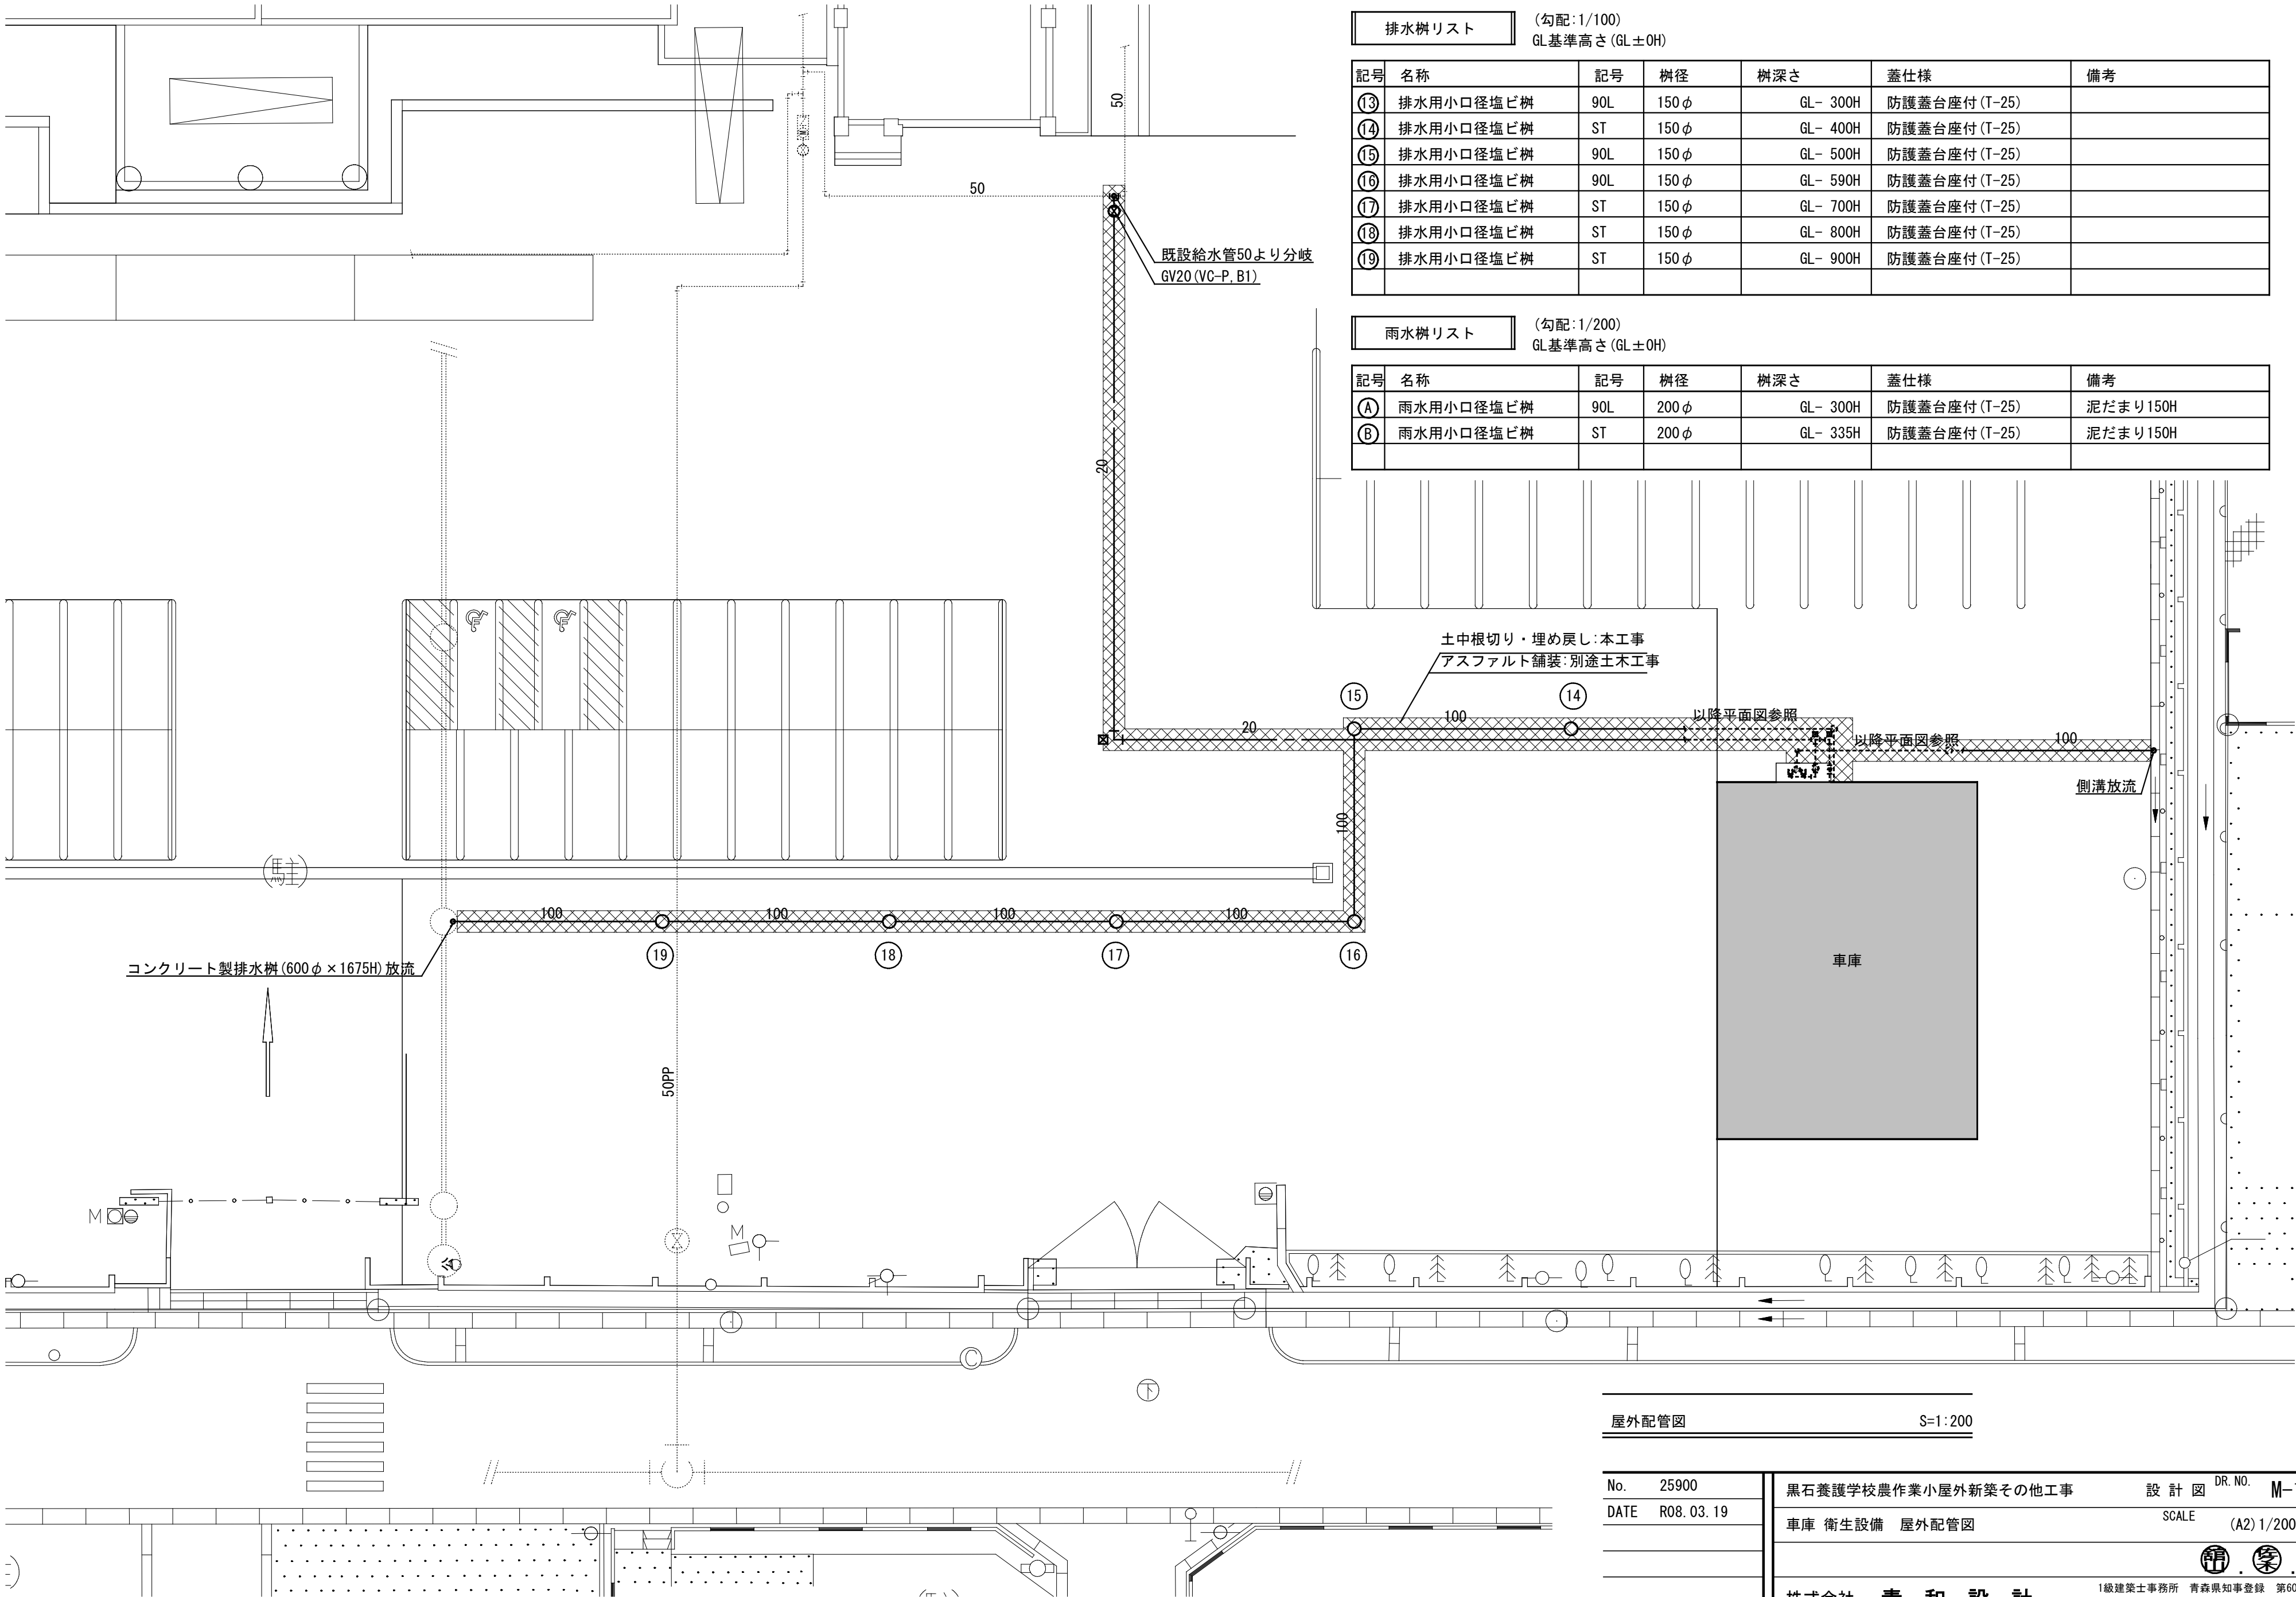 排水桝リスト
(勾配:1/100)
GL基準高さ(GL±0H)
記号 名称 記号 桝径 桝深さ 蓋仕様 備考
⑬ 排水用小口径塩ビ桝 90L 150φ GL- 300H 防護蓋台座付(T-25)
⑭ 排水用小口径塩ビ桝 ST 150φ GL- 400H 防護蓋台座付(T-25)
⑮ 排水用小口径塩ビ桝 90L 150φ GL- 500H 防護蓋台座付(T-25)
⑯ 排水用小口径塩ビ桝 90L 150φ GL- 590H 防護蓋台座付(T-25)
⑰ 排水用小口径塩ビ桝 ST 150φ GL- 700H 防護蓋台座付(T-25)
⑱ 排水用小口径塩ビ桝 ST 150φ GL- 800H 防護蓋台座付(T-25)
⑲ 排水用小口径塩ビ桝 ST 150φ GL- 900H 防護蓋台座付(T-25)
雨水桝リスト
(勾配:1/200)
GL基準高さ(GL±0H)
記号 名称 記号 桝径 桝深さ 蓋仕様 備考
Ⓐ 雨水用小口径塩ビ桝 90L 200φ GL- 300H 防護蓋台座付(T-25) 泥だまり150H
Ⓑ 雨水用小口径塩ビ桝 ST 200φ GL- 335H 防護蓋台座付(T-25) 泥だまり150H
50
50
既設給水管50より分岐
GV20(VC-P,B1)
20
土中根切り・埋め戻し:本工事
アスファルト舗装:別途土木工事
⑮
⑭
20
100
以降平面図参照
以降平面図参照
100
側溝放流
100
(駐)
100
100
100
100
⑲
⑱
⑰
⑯
コンクリート製排水桝(600φ×1675H)放流
車庫
50PP
M
M
C
下
屋外配管図 S=1:200
No. 25900
DATE R08.03.19
黒石養護学校農作業小屋外新築その他工事 設計図 DR.NO. M-
車庫 衛生設備 屋外配管図 SCALE (A2)1/200
株式会社 青和設計
1級建築士事務所 青森県知事登録 第60